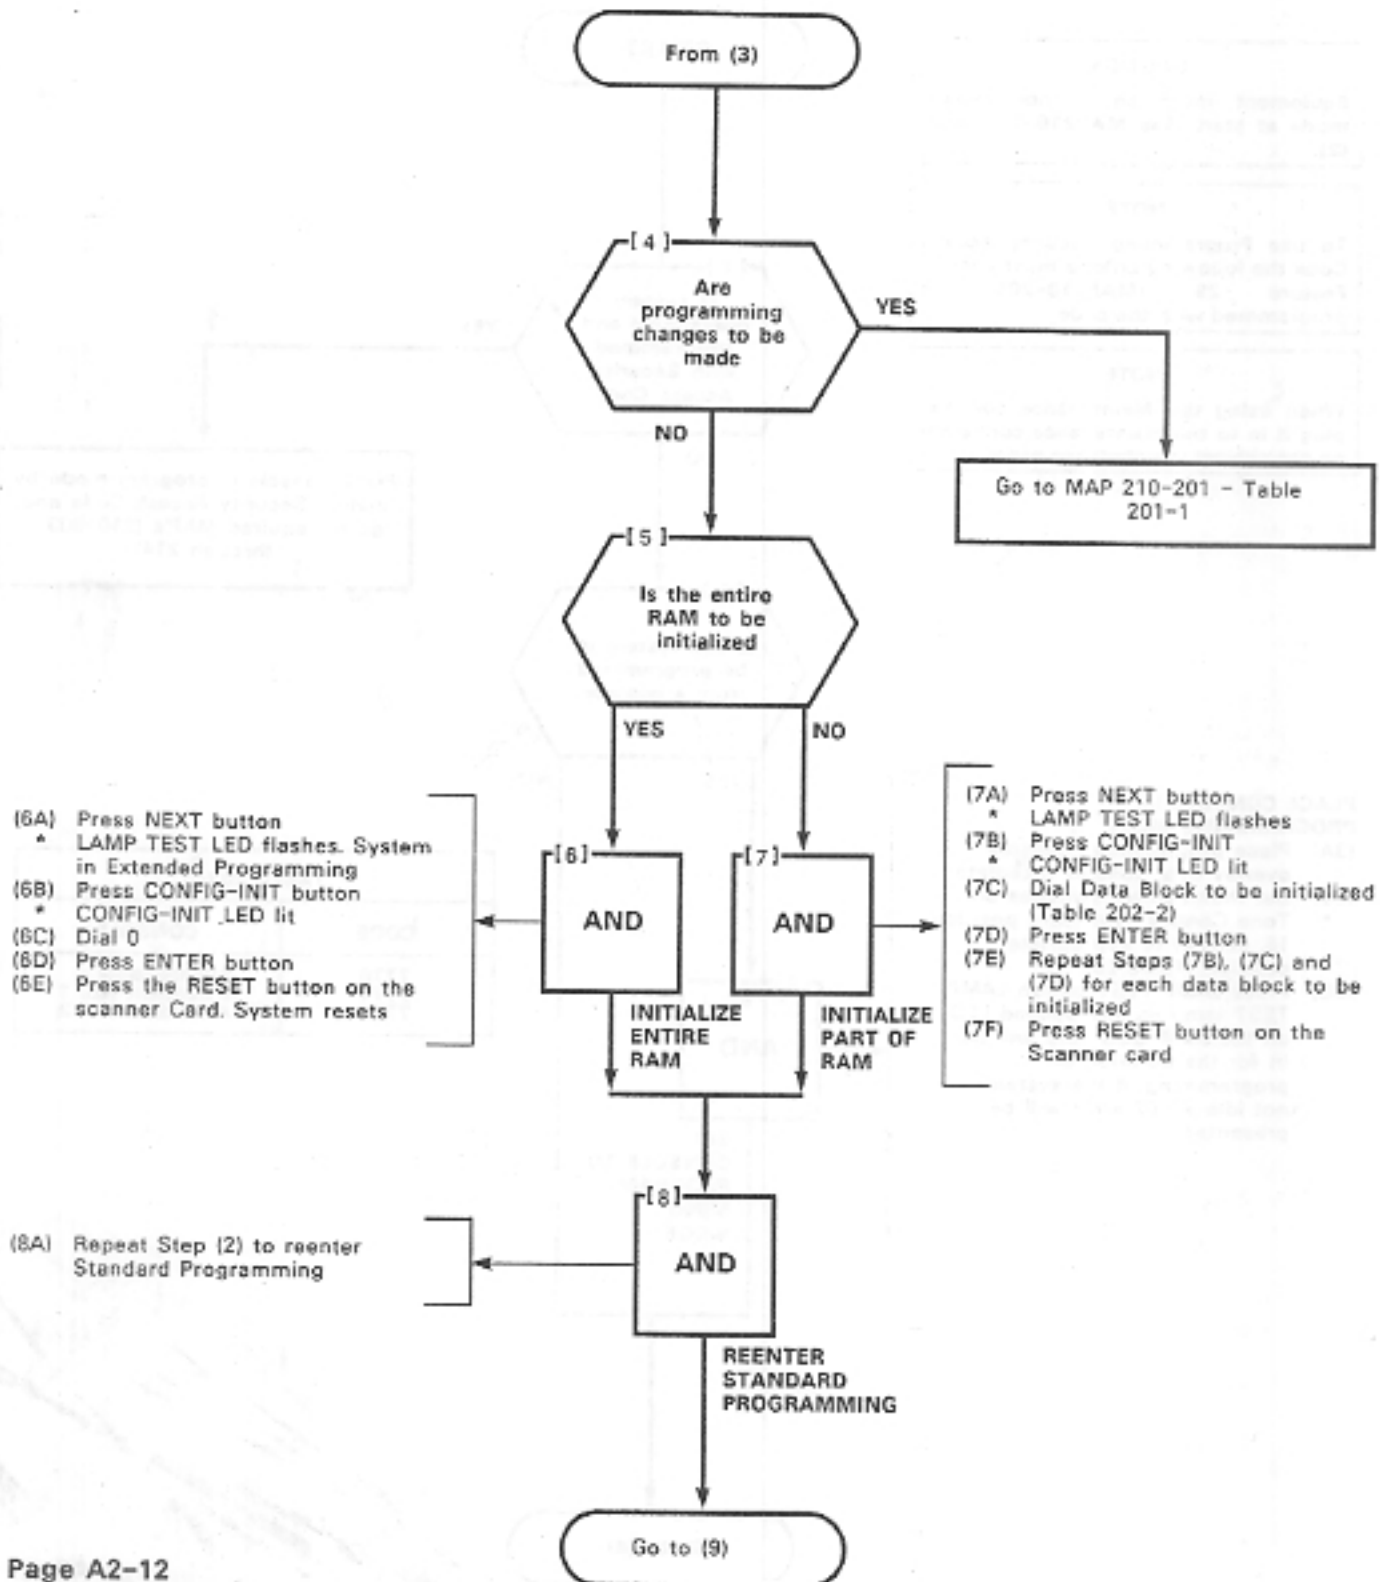 From (3)
[4]
Are
programming
changes to be
made
YES
NO
Go to MAP 210-201 - Table
201-1
[5]
Is the entire
RAM to be
initialized
YES
NO
(6A) Press NEXT button
* LAMP TEST LED flashes. System
in Extended Programming
(6B) Press CONFIG-INIT button
* CONFIG-INIT LED lit
(6C) Dial 0
(6D) Press ENTER button
(6E) Press the RESET button on the
scanner Card. System resets
[6]
AND
INITIALIZE
ENTIRE
RAM
[7]
AND
INITIALIZE
PART OF
RAM
(7A) Press NEXT button
* LAMP TEST LED flashes
(7B) Press CONFIG-INIT
* CONFIG-INIT LED lit
(7C) Dial Data Block to be initialized
(Table 202-2)
(7D) Press ENTER button
(7E) Repeat Steps (7B), (7C) and
(7D) for each data block to be
initialized
(7F) Press RESET button on the
Scanner card
[8]
AND
(8A) Repeat Step (2) to reenter
Standard Programming
REENTER
STANDARD
PROGRAMMING
Go to (9)
Page A2-12